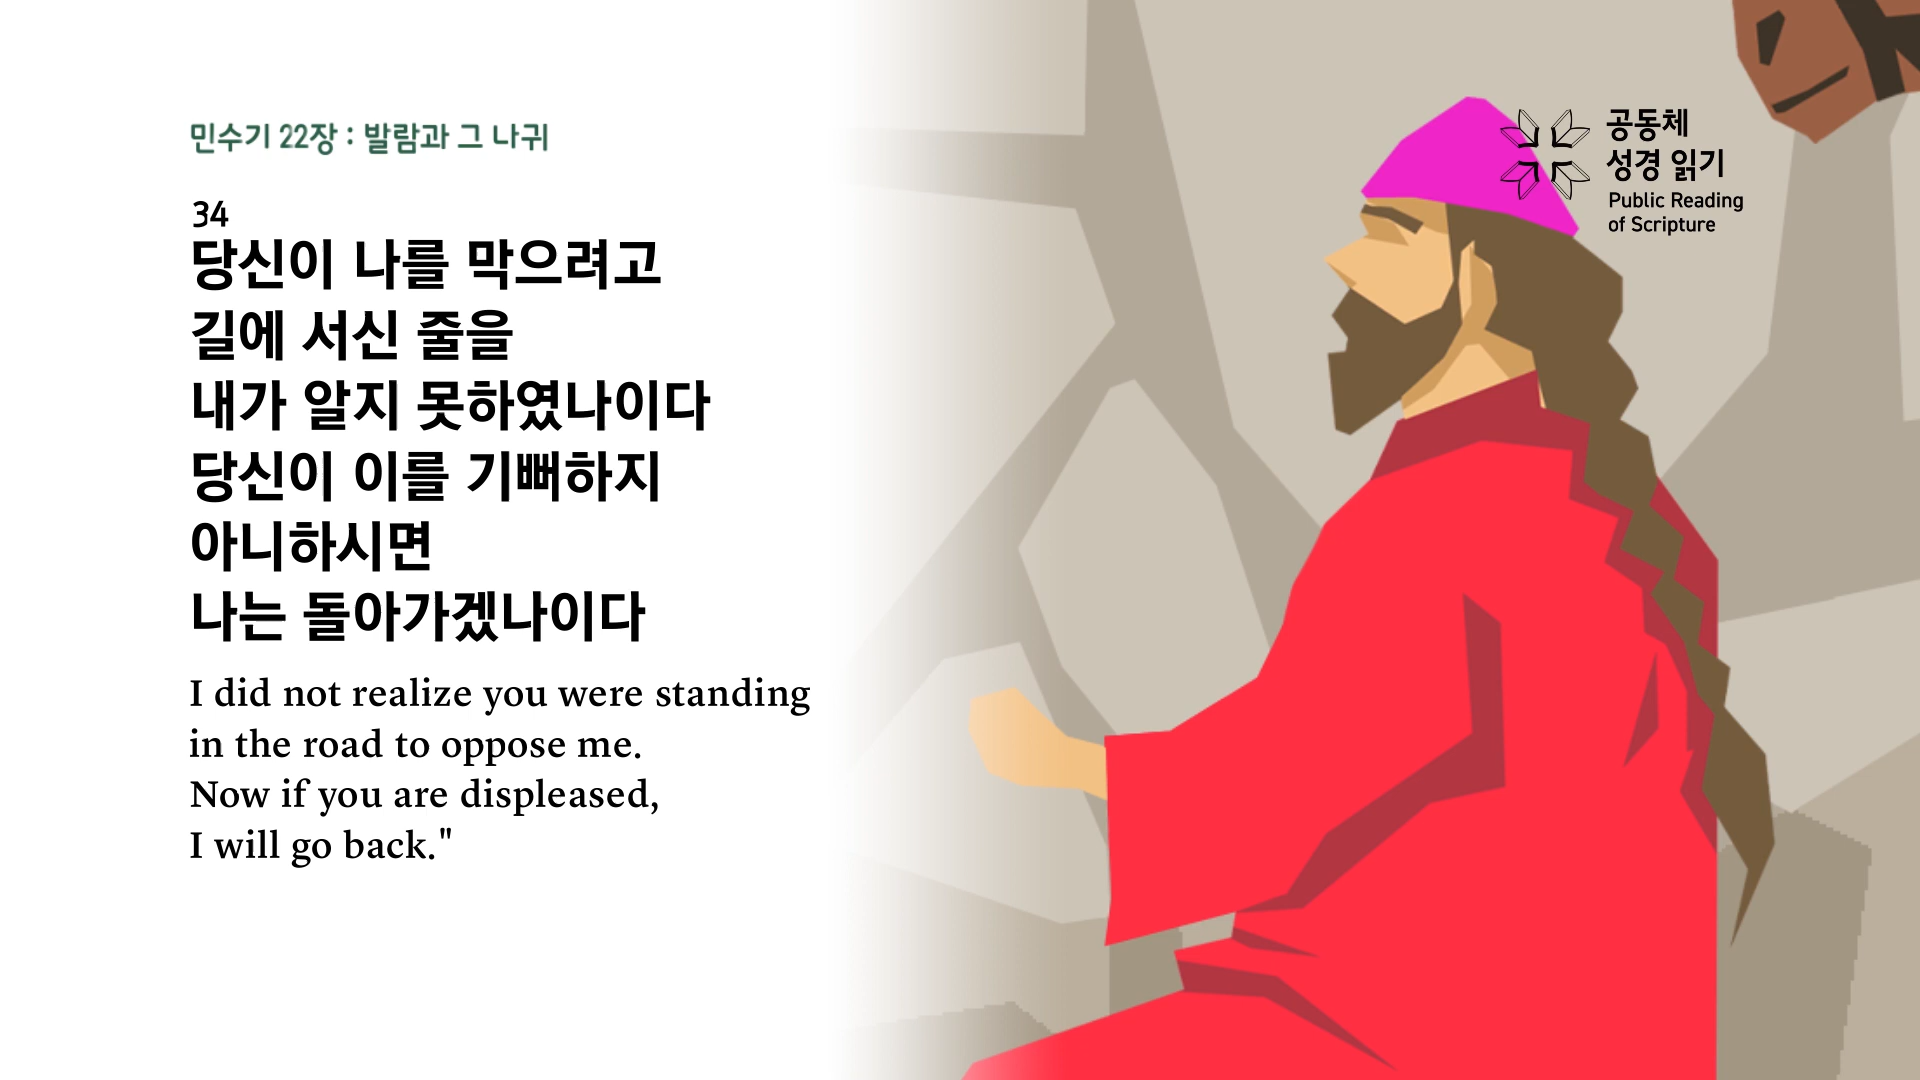 민수기 22장 : 발람과 그 나귀
34
당신이 나를 막으려고
길에 서신 줄을
내가 알지 못하였나이다
당신이 이를 기뻐하지
아니하시면
나는 돌아가겠나이다
I did not realize you were standing
in the road to oppose me.
Now if you are displeased,
I will go back."
공동체
성경 읽기
Public Reading
of Scripture